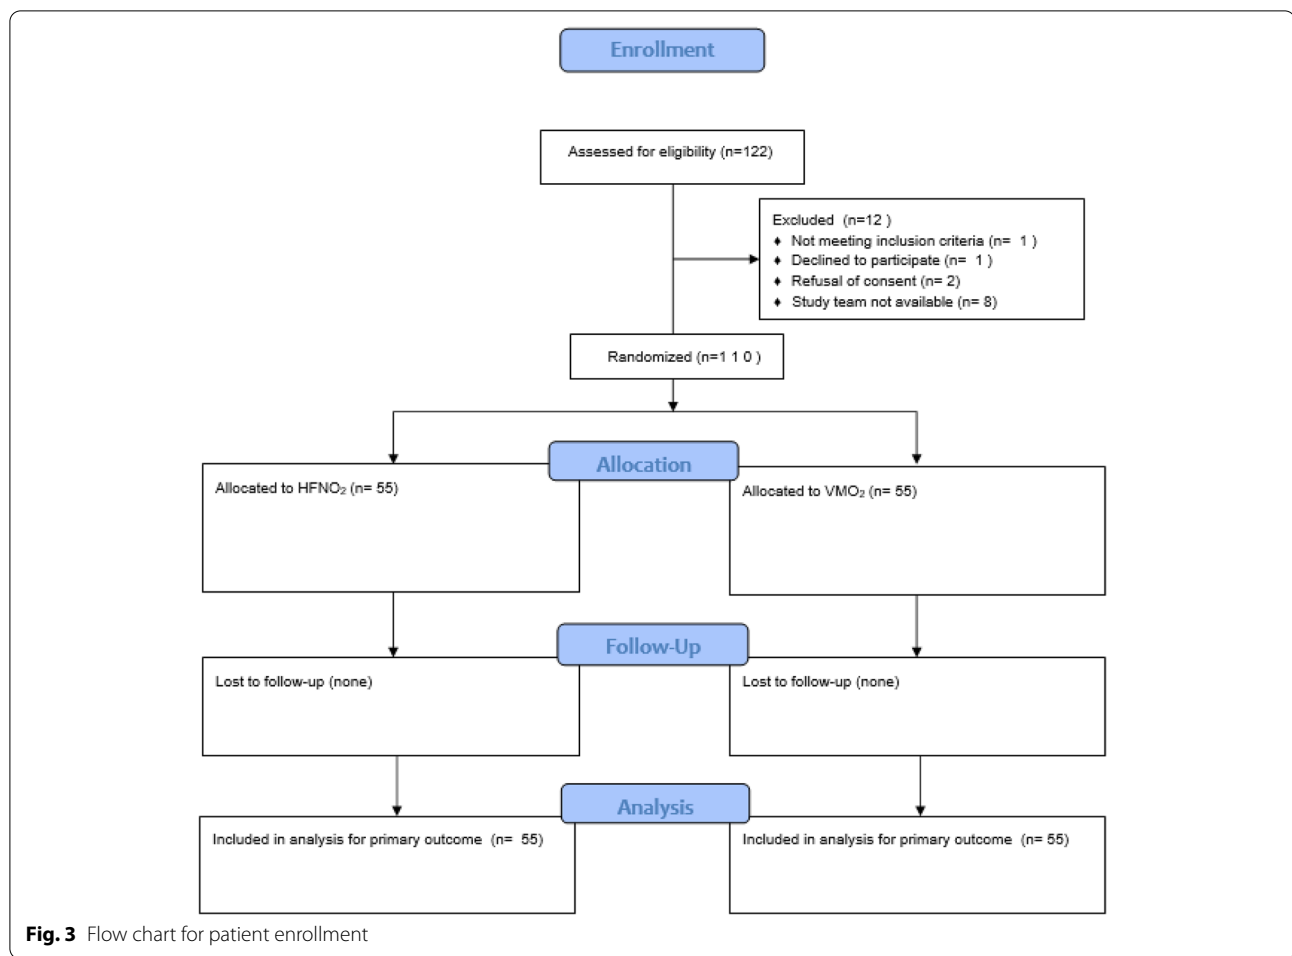 Enrollment
Assessed for eligibility (n=122)
Excluded (n=12 )
♦ Not meeting inclusion criteria (n= 1 )
♦ Declined to participate (n= 1 )
♦ Refusal of consent (n= 2)
♦ Study team not available (n= 8)
Randomized (n=1 1 0 )
Allocation
Allocated to HFNO₂ (n= 55)
Allocated to VMO₂ (n= 55)
Follow-Up
Lost to follow-up (none)
Lost to follow-up (none)
Analysis
Included in analysis for primary outcome (n= 55)
Included in analysis for primary outcome (n= 55)
Fig. 3 Flow chart for patient enrollment